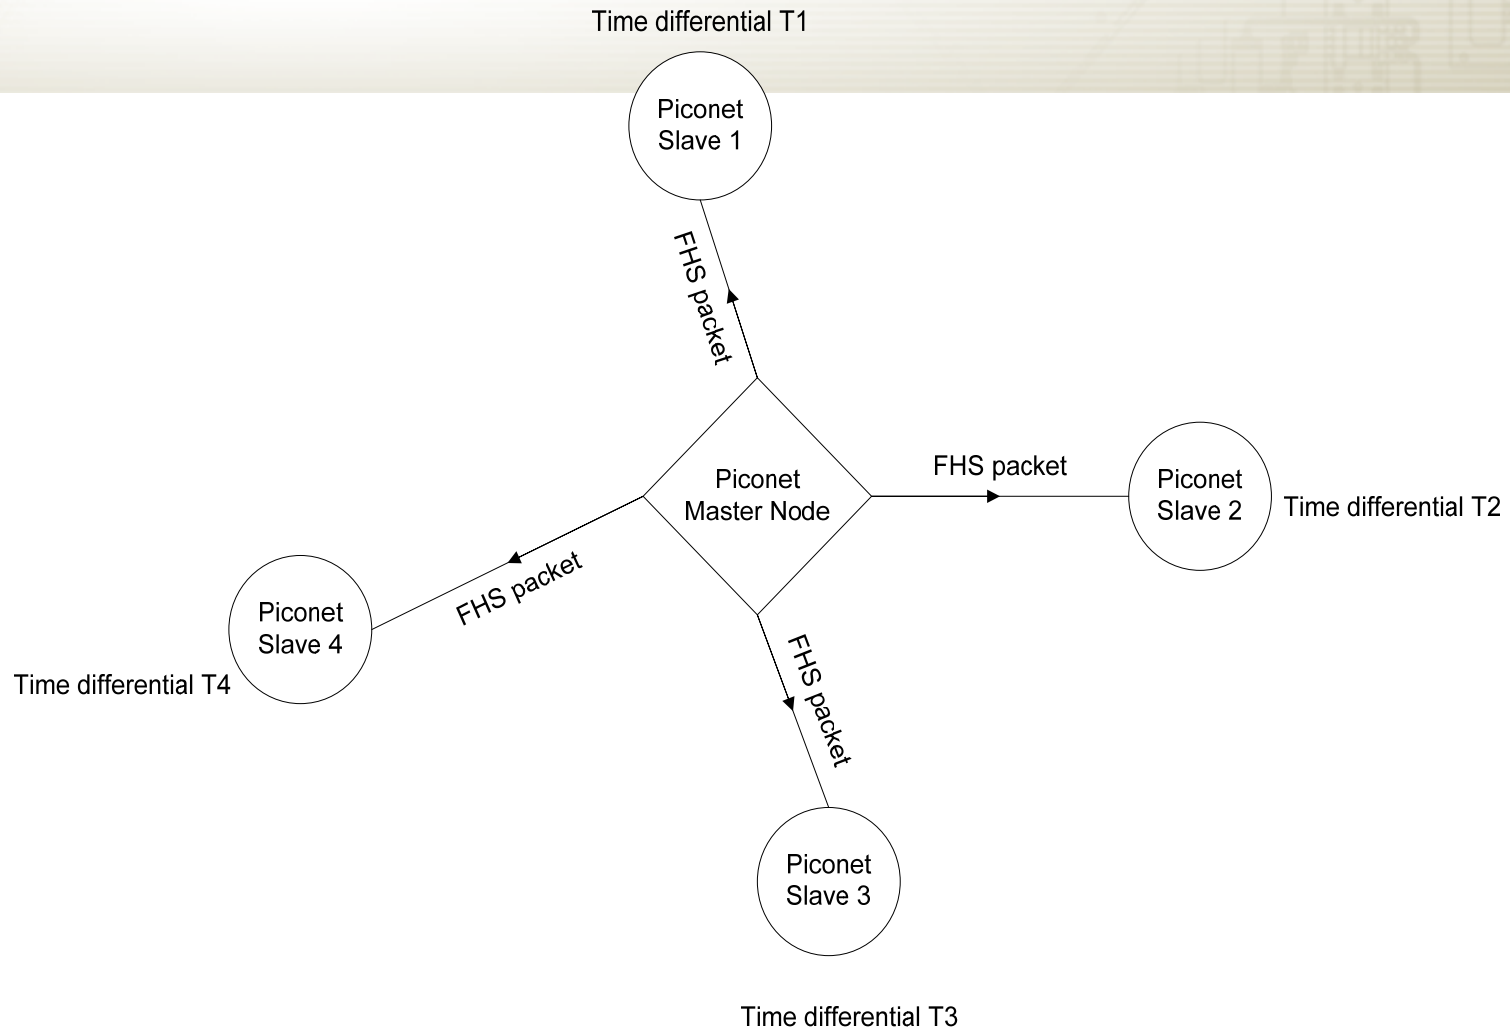 Time differential T1
Piconet
Slave 1
FHS packet
Piconet
Master Node
FHS packet
Piconet
Slave 2
Time differential T2
FHS packet
Piconet
Slave 4
Time differential T4
FHS packet
Piconet
Slave 3
Time differential T3